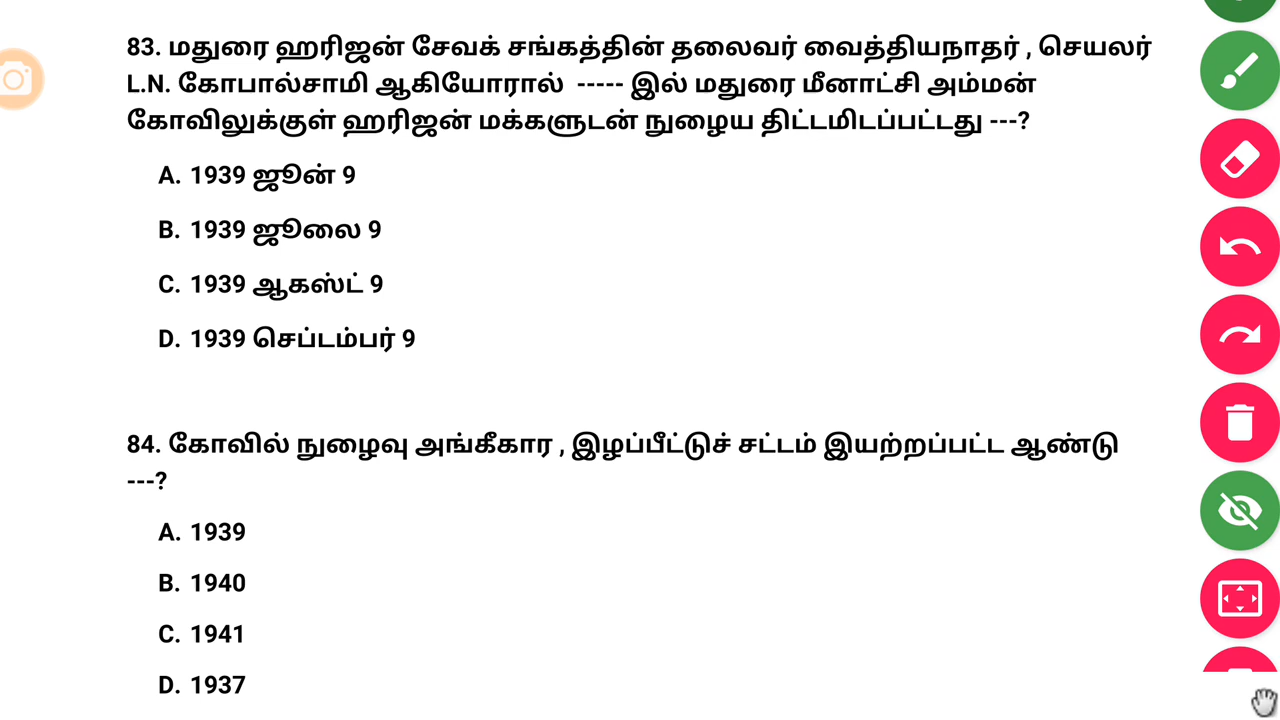 83. மதுரை ஹரிஜன் சேவக் சங்கத்தின் தலைவர் வைத்தியநாதர் , செயலர்
L.N. கோபால்சாமி ஆகியோரால் ----- இல் மதுரை மீனாட்சி அம்மன்
கோவிலுக்குள் ஹரிஜன் மக்களுடன் நுழைய திட்டமிடப்பட்டது ---?
A. 1939 ஜூன் 9
B. 1939 ஜூலை 9
C. 1939 ஆகஸ்ட் 9
D. 1939 செப்டம்பர் 9
84. கோவில் நுழைவு அங்கீகார , இழப்பீட்டுச் சட்டம் இயற்றப்பட்ட ஆண்டு
---?
A. 1939
B. 1940
C. 1941
D. 1937